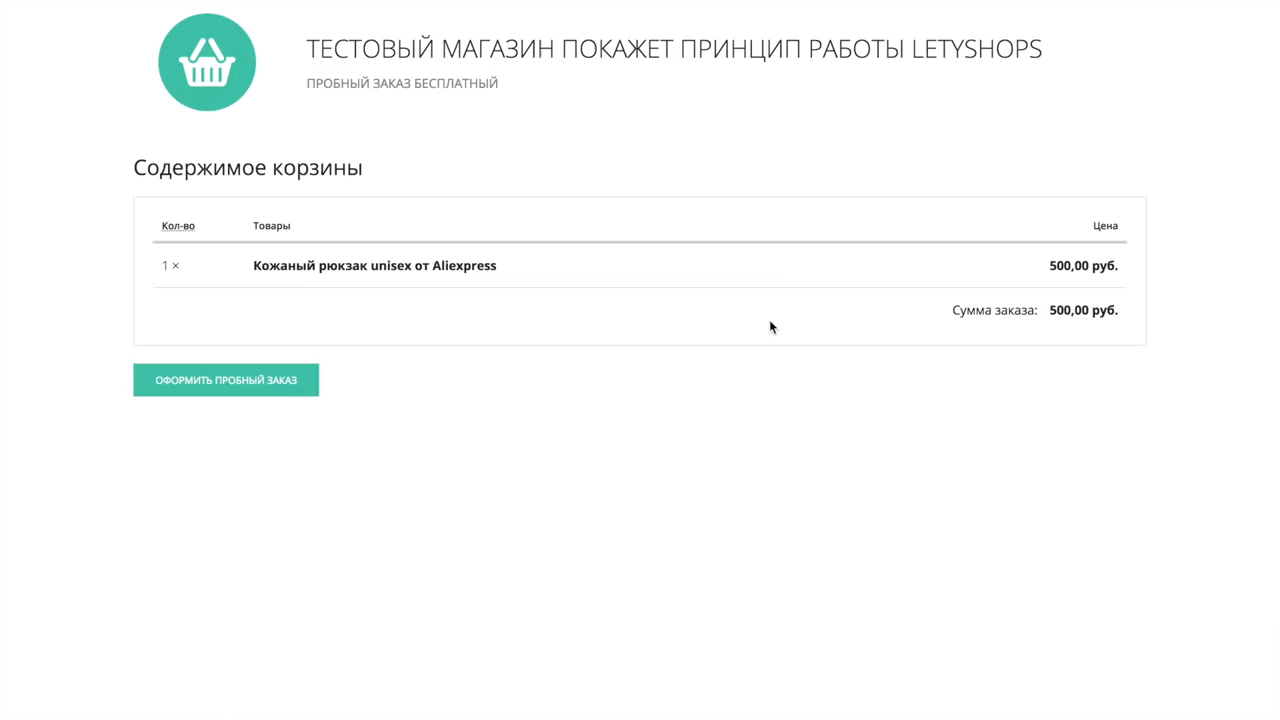 ТЕСТОВЫЙ МАГАЗИН ПОКАЖЕТ ПРИНЦИП РАБОТЫ LETYSHOPS
ПРОБНЫЙ ЗАКАЗ БЕСПЛАТНЫЙ
Содержимое корзины
Кол-во Товары Цена
1 × Кожаный рюкзак unisex от Aliexpress 500,00 руб.
Сумма заказа: 500,00 руб.
ОФОРМИТЬ ПРОБНЫЙ ЗАКАЗ